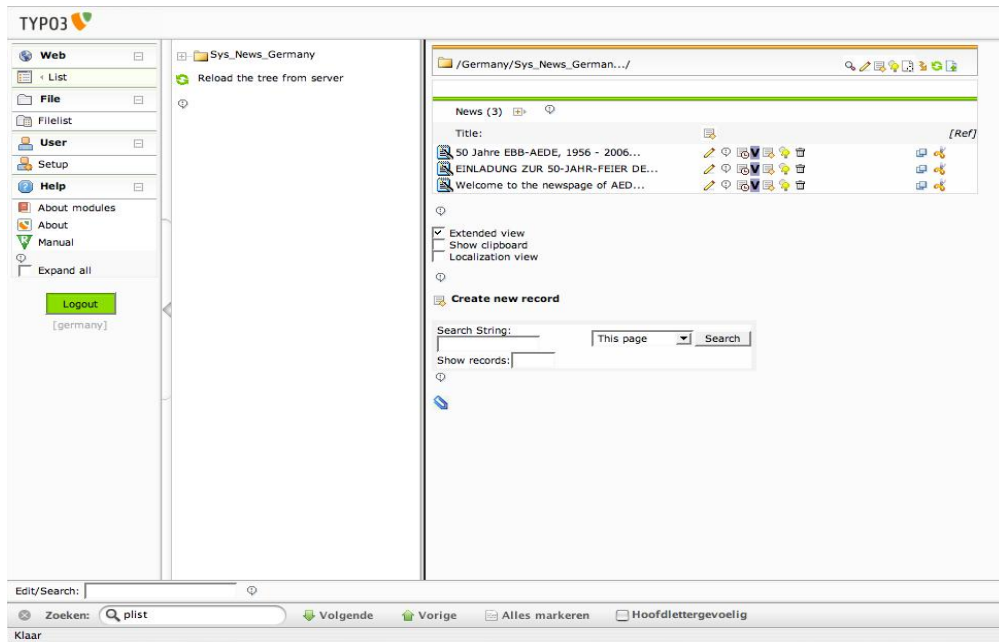 TYPO3
Web
List
File
Filelist
User
Setup
Help
About modules
About
Manual
Expand all
Logout
[germany]
Sys_News_Germany
Reload the tree from server
/Germany/Sys_News_German.../
News (3)
Title:
[Ref]
50 Jahre EBB-AEDE, 1956 - 2006...
EINLADUNG ZUR 50-JAHR-FEIER DE...
Welcome to the newspage of AED...
Extended view
Show clipboard
Localization view
Create new record
Search String:
This page
Search
Show records:
Edit/Search:
Zoeken: plist Volgende Vorige Alles markeren Hoofdlettergevoelig
Klaar